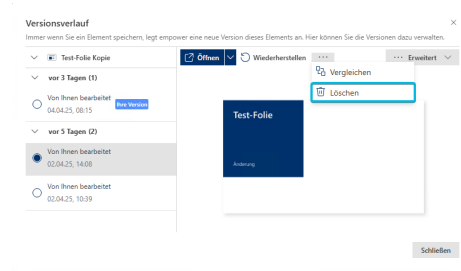 Versionsverlauf
Immer wenn Sie ein Element speichern, legt empower eine neue Version dieses Elements an. Hier können Sie die Versionen dazu verwalten.
Test-Folie Kopie
Öffnen Wiederherstellen ··· ··· Erweitert
Vergleichen
Löschen
vor 3 Tagen (1)
Von Ihnen bearbeitet Ihre Version
04.04.25, 08:15
vor 5 Tagen (2)
Von Ihnen bearbeitet
02.04.25, 14:08
Von Ihnen bearbeitet
02.04.25, 10:39
Test-Folie
Änderung
Schließen